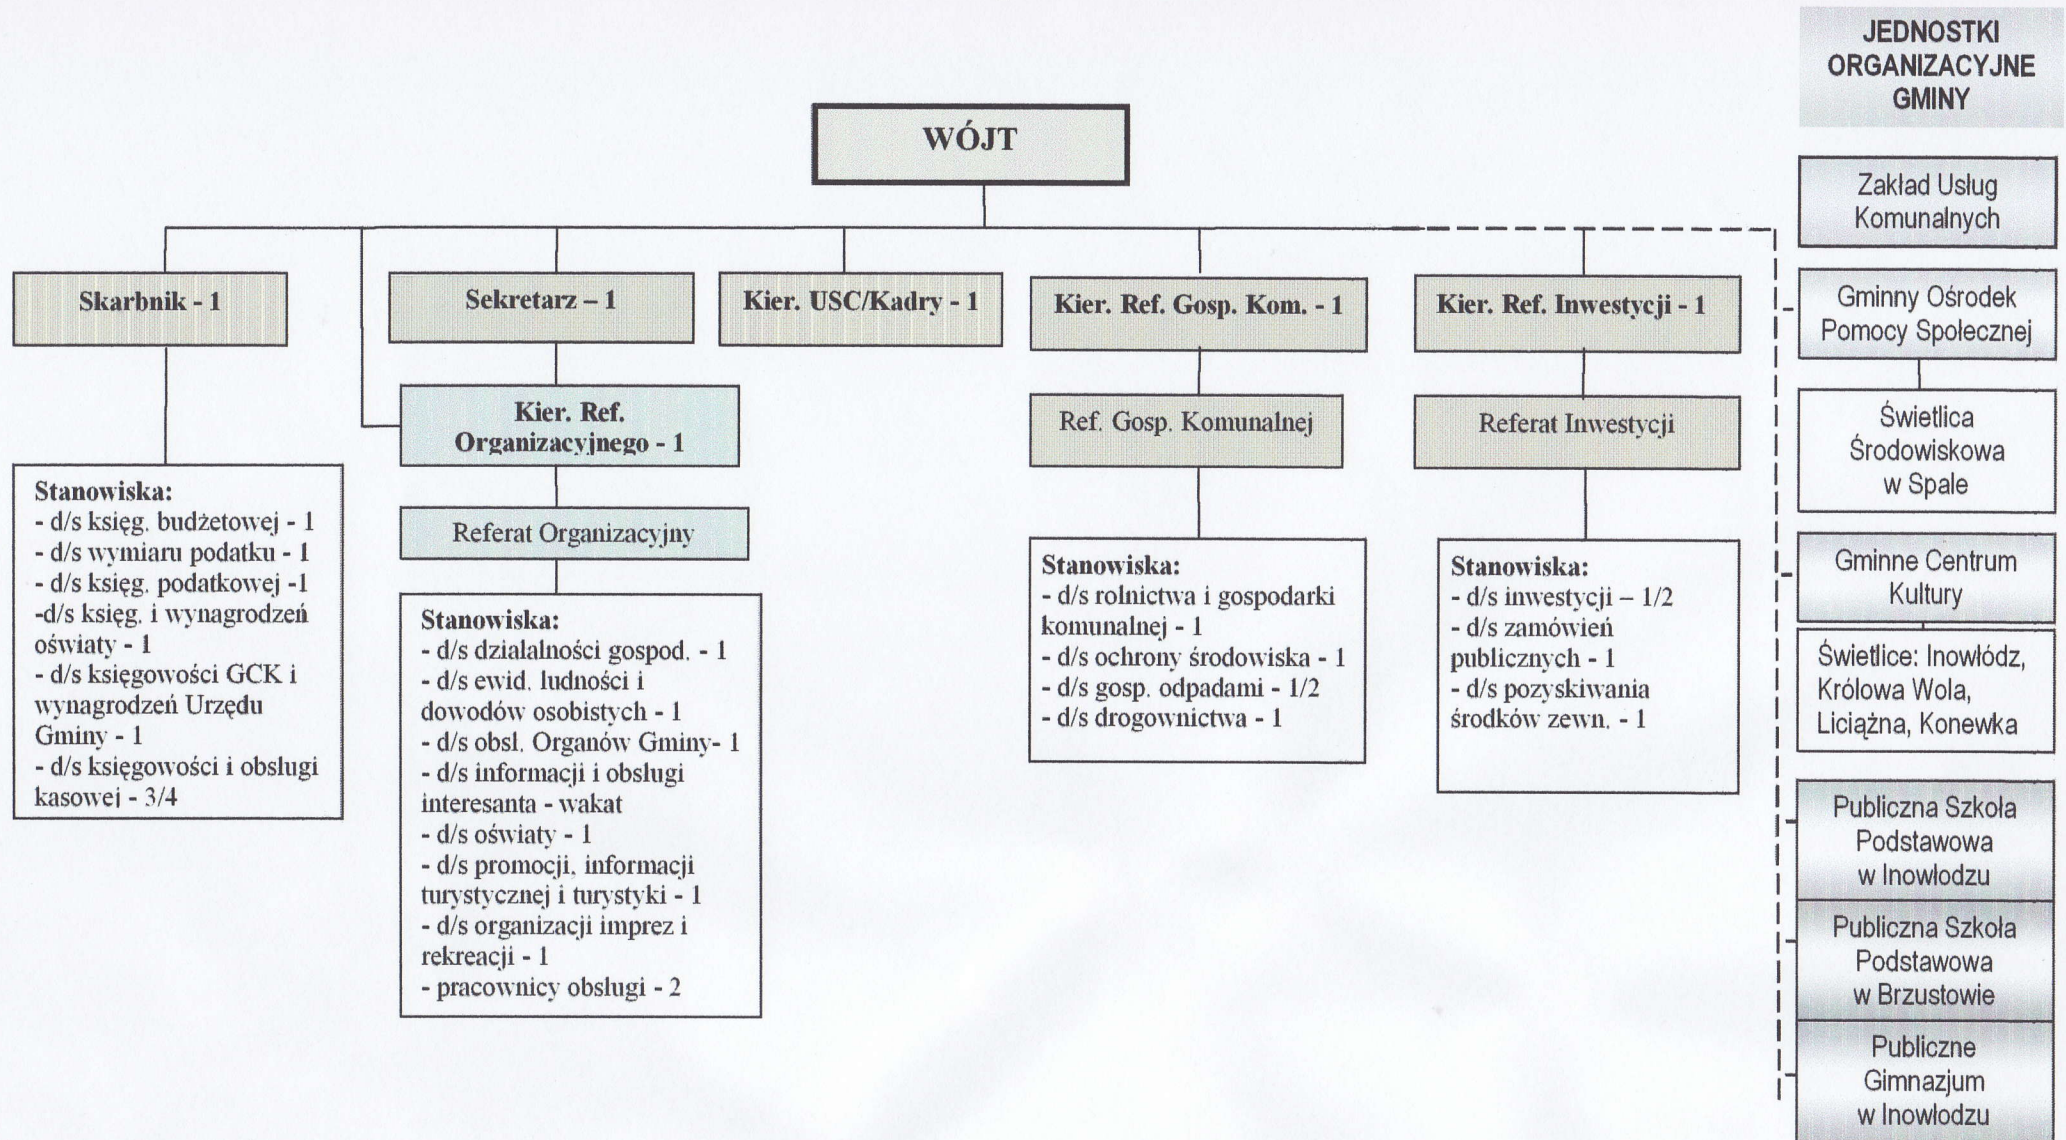 WÓJT
Skarbnik - 1
Stanowiska:
- d/s księg. budżetowej - 1
- d/s wymiaru podatku - 1
- d/s księg. podatkowej -1
-d/s księg. i wynagrodzeń
oświaty - 1
- d/s księgowości GCK i
wynagrodzeń Urzędu
Gminy - 1
- d/s księgowości i obsługi
kasowej - 3/4
Sekretarz – 1
Kier. Ref.
Organizacyjnego - 1
Referat Organizacyjny
Stanowiska:
- d/s działalności gospod. - 1
- d/s ewid. ludności i
dowodów osobistych - 1
- d/s obsł. Organów Gminy- 1
- d/s informacji i obsługi
interesanta - wakat
- d/s oświaty - 1
- d/s promocji, informacji
turystycznej i turystyki - 1
- d/s organizacji imprez i
rekreacji - 1
- pracownicy obsługi - 2
Kier. USC/Kadry - 1
Kier. Ref. Gosp. Kom. - 1
Ref. Gosp. Komunalnej
Stanowiska:
- d/s rolnictwa i gospodarki
komunalnej - 1
- d/s ochrony środowiska - 1
- d/s gosp. odpadami - 1/2
- d/s drogownictwa - 1
Kier. Ref. Inwestycji - 1
Referat Inwestycji
Stanowiska:
- d/s inwestycji – 1/2
- d/s zamówień
publicznych - 1
- d/s pozyskiwania
środków zewn. - 1
JEDNOSTKI
ORGANIZACYJNE
GMINY
Zakład Usług
Komunalnych
Gminny Ośrodek
Pomocy Społecznej
Świetlica
Środowiskowa
w Spale
Gminne Centrum
Kultury
Świetlice: Inowłódz,
Królowa Wola,
Liciążna, Konewka
Publiczna Szkoła
Podstawowa
w Inowłodzu
Publiczna Szkoła
Podstawowa
w Brzustowie
Publiczne
Gimnazjum
w Inowłodzu